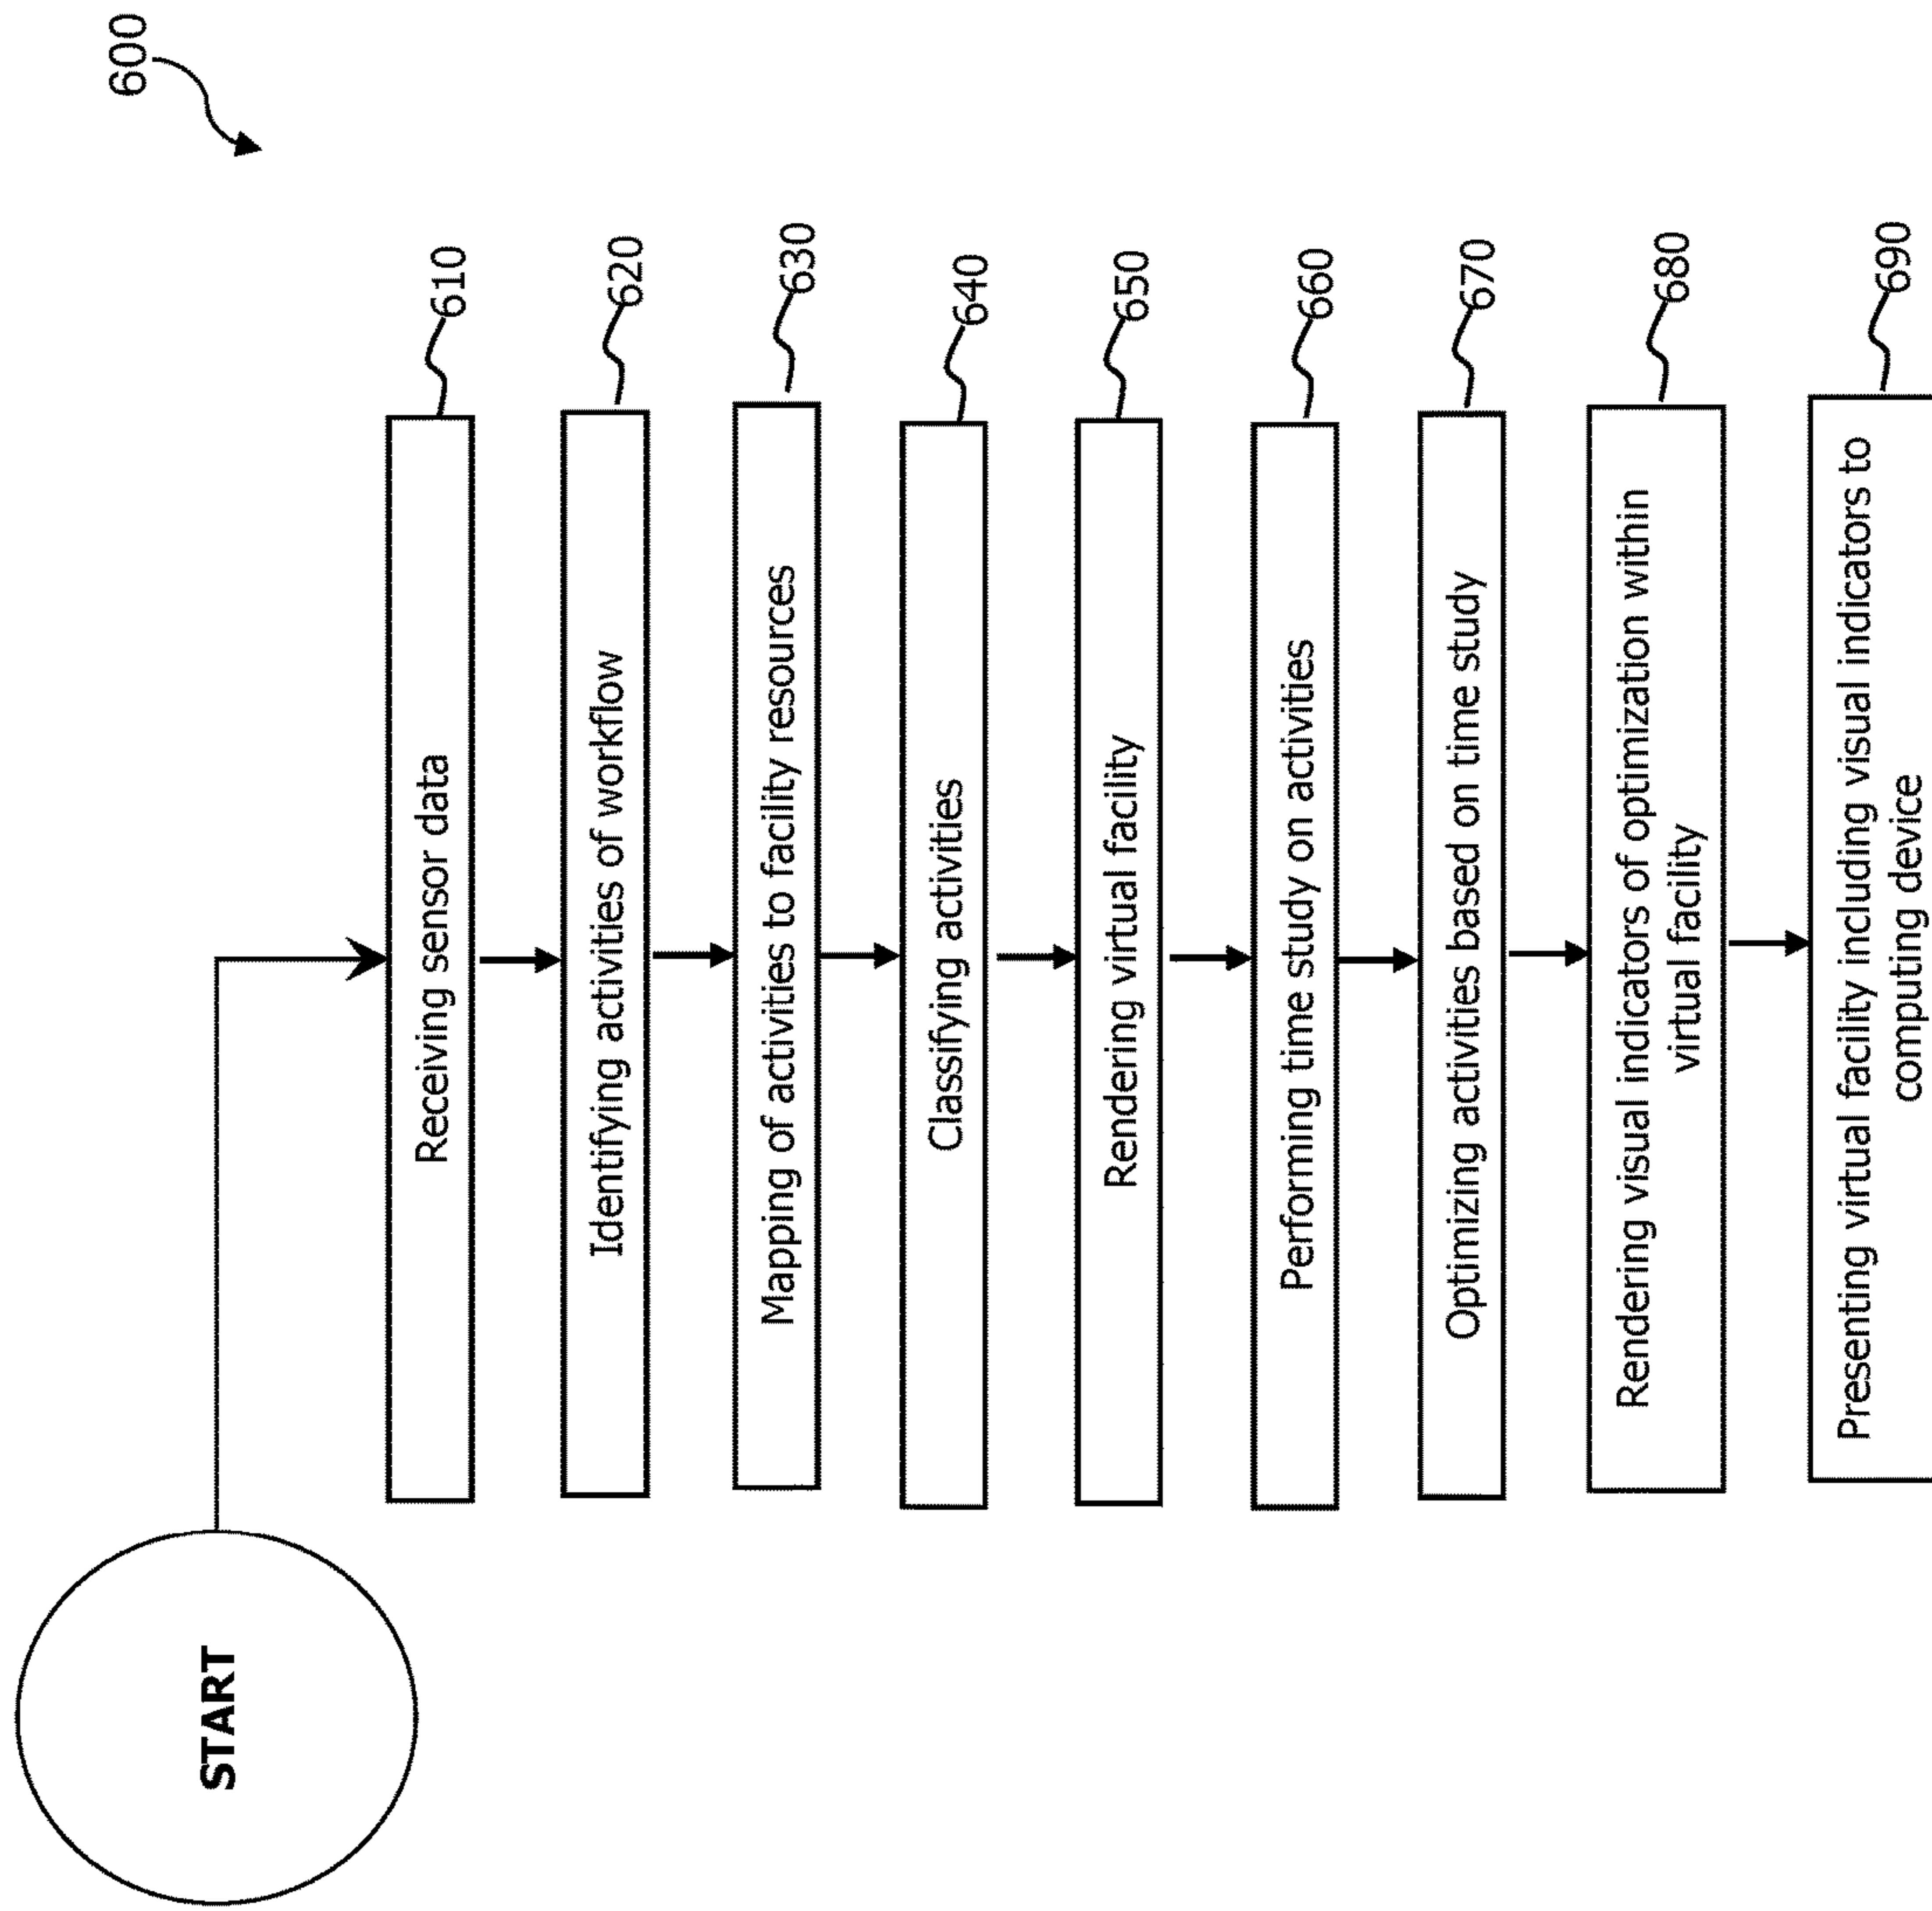 600
START
Receiving sensor data
610
Identifying activities of workflow
620
Mapping of activities to facility resources
630
Classifying activities
640
Rendering virtual facility
650
Performing time study on activities
660
Optimizing activities based on time study
670
Rendering visual indicators of optimization within
virtual facility
680
Presenting virtual facility including visual indicators to
computing device
690